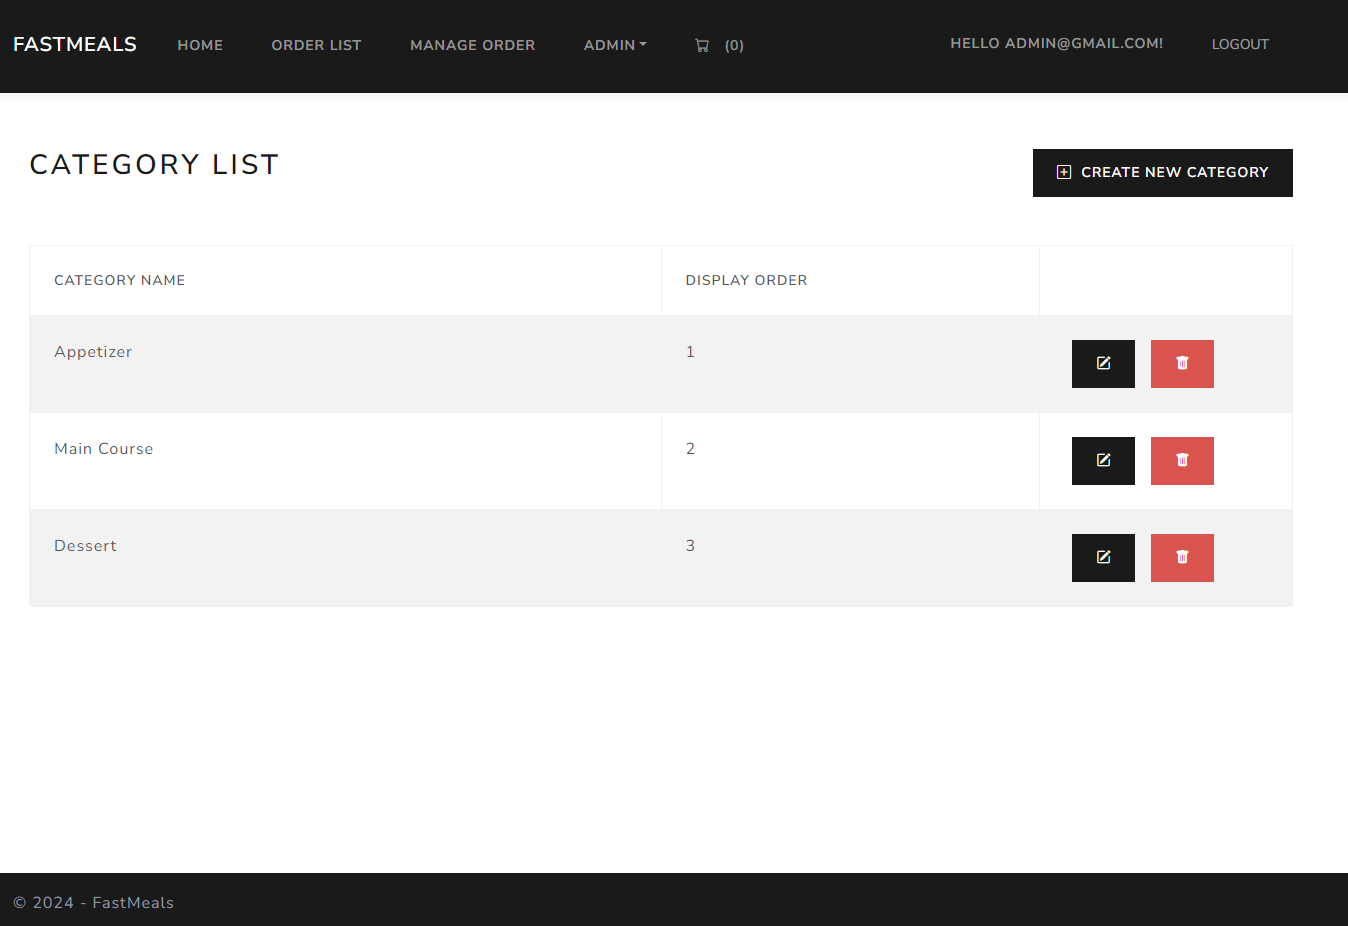 FASTMEALS HOME ORDER LIST MANAGE ORDER ADMIN (0) HELLO ADMIN@GMAIL.COM! LOGOUT
CATEGORY LIST
CREATE NEW CATEGORY
CATEGORY NAME DISPLAY ORDER
Appetizer 1
Main Course 2
Dessert 3
© 2024 - FastMeals